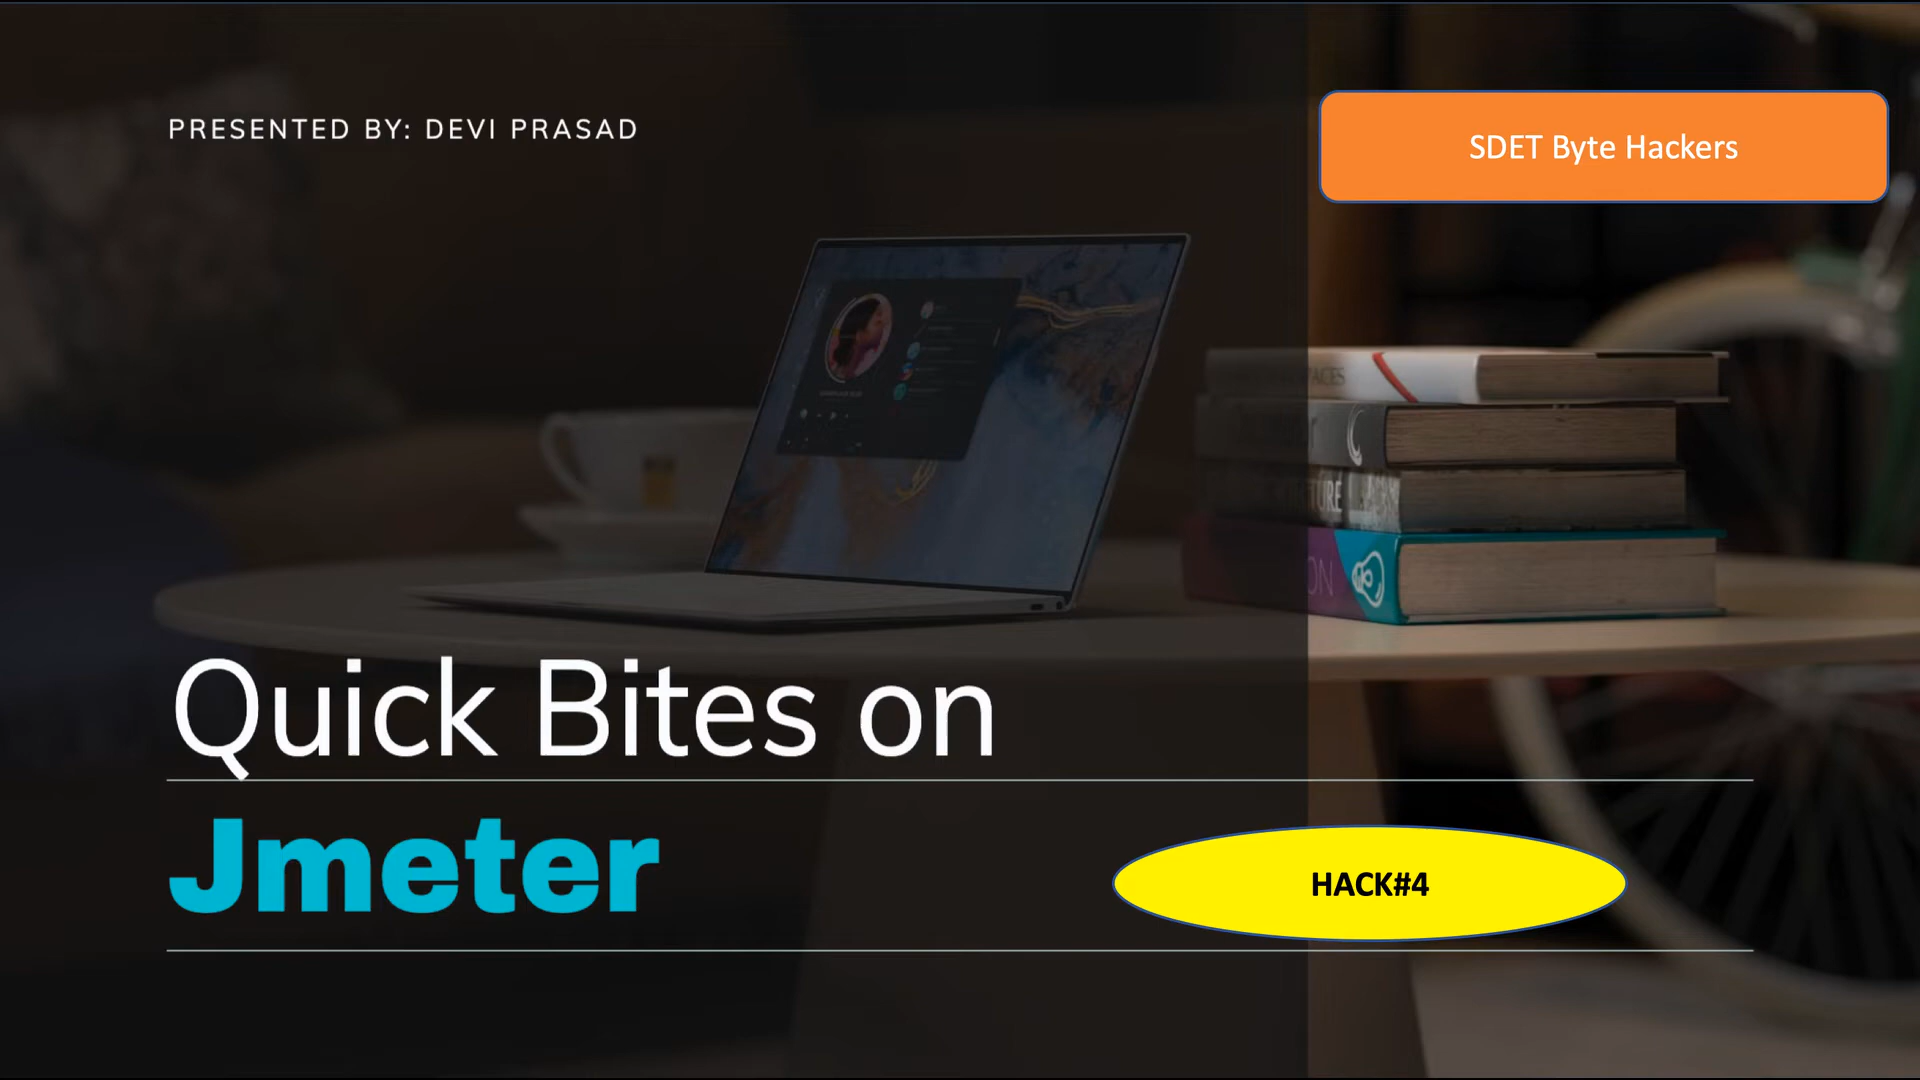 PRESENTED BY: DEVI PRASAD
SDET Byte Hackers
Quick Bites on
Jmeter
HACK#4